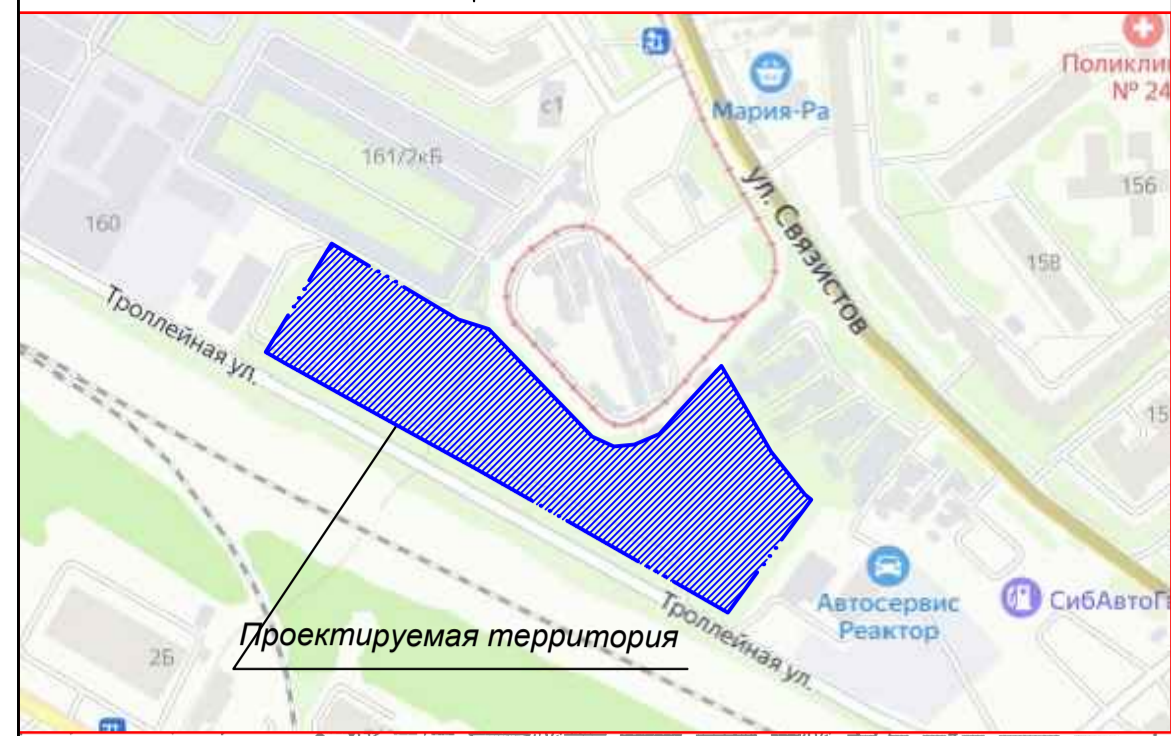 Поликли
№ 24
Мария-Ра
с1
161/2кБ
156
160
ул. Связистов
158
Троллейная ул.
15
Автосервис
Реактор
СибАвтоГ
Троллейная ул.
Проектируемая территория
2Б